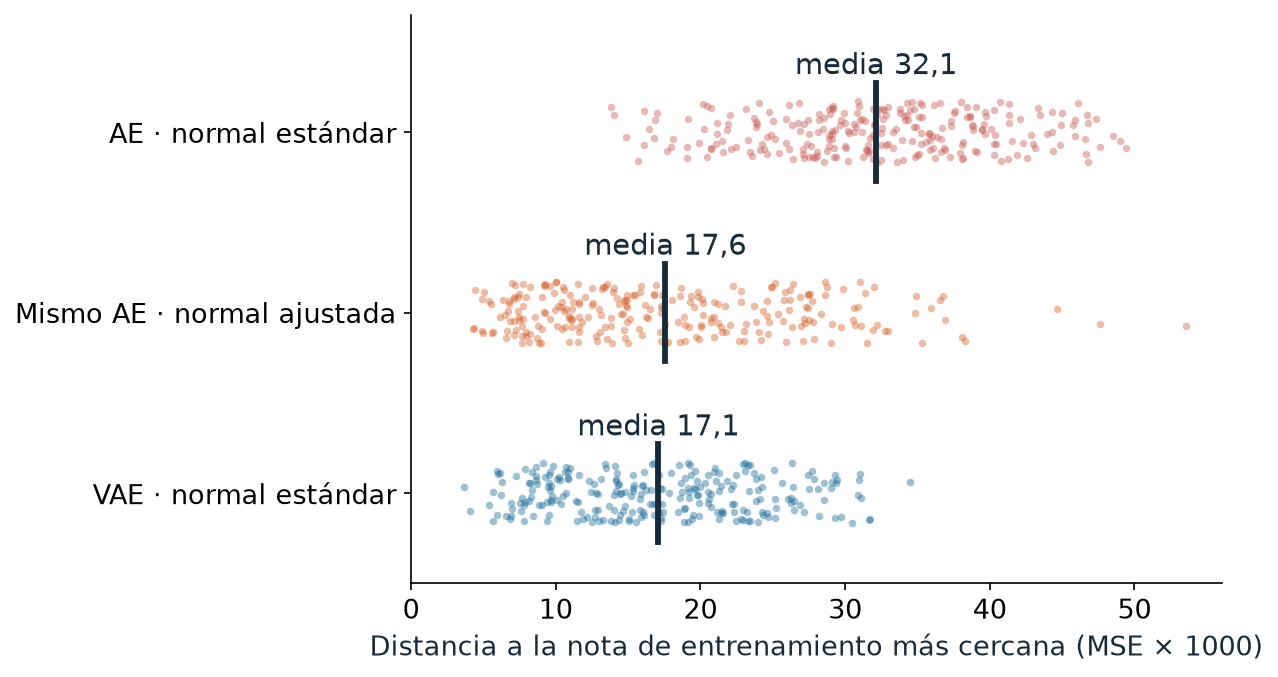 media 32,1
AE · normal estándar
media 17,6
Mismo AE · normal ajustada
media 17,1
VAE · normal estándar
0 10 20 30 40 50
Distancia a la nota de entrenamiento más cercana (MSE × 1000)